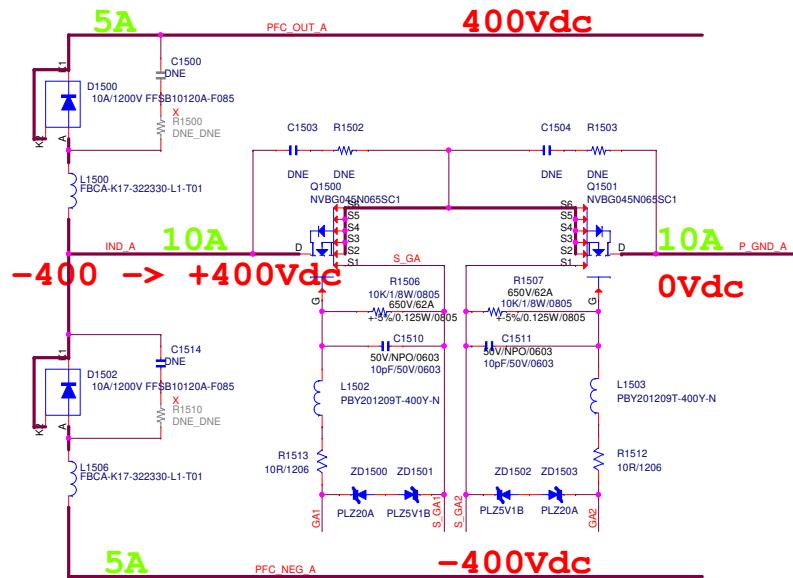 5A
400Vdc
PFC_OUT_A
K1
C1500
DNE
D1500
10A/1200V FFSB10120A-F085
X
R1500
DNE_DNE
K2
A
C1503
R1502
C1504
R1503
L1500
FBCA-K17-322330-L1-T01
DNE
DNE
DNE
DNE
Q1500
NVBG045N065SC1
Q1501
NVBG045N065SC1
S6
S5
S4
S3
S2
S1
S6
S5
S4
S3
S2
S1
10A
10A
IND_A
D
D
P_GND_A
S_GA
-400 -> +400Vdc
0Vdc
G
G
R1506
10K/1/8W/0805
650V/62A
+-5%/0.125W/0805
R1507
650V/62A
10K/1/8W/0805
+-5%/0.125W/0805
C1510
50V/NPO/0603
10pF/50V/0603
C1511
50V/NPO/0603
10pF/50V/0603
K1
C1514
DNE
D1502
10A/1200V FFSB10120A-F085
X
R1510
DNE_DNE
K2
A
L1502
PBY201209T-400Y-N
L1503
PBY201209T-400Y-N
L1506
FBCA-K17-322330-L1-T01
R1513
10R/1206
R1512
10R/1206
ZD1500
ZD1501
ZD1502
ZD1503
PLZ20A
PLZ5V1B
PLZ5V1B
PLZ20A
GA1
S_GA1
S_GA2
GA2
5A
PFC_NEG_A
-400Vdc